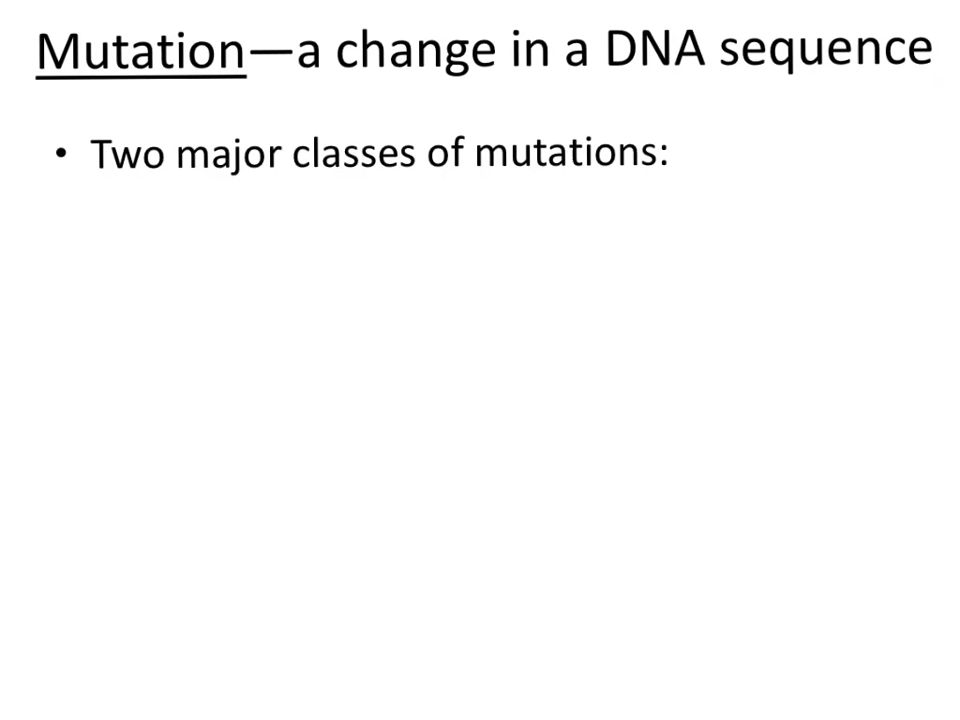 Mutation—a change in a DNA sequence
• Two major classes of mutations: